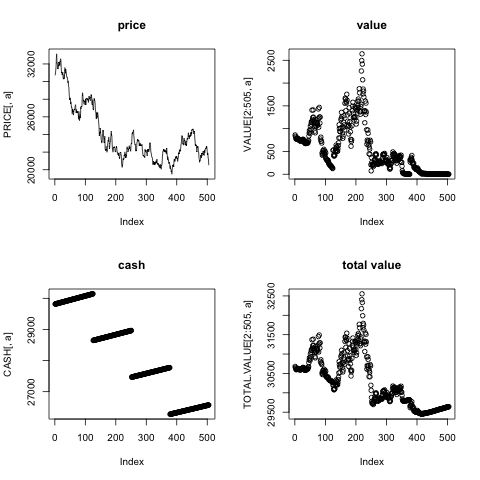 price
PRICE[, a]
20000 23000 26000 32000
0 100 200 300 400 500
Index
value
VALUE[2:505, a]
0 500 1500 2500
0 100 200 300 400 500
Index
cash
CASH[, a]
27000 29000
0 100 200 300 400 500
Index
total value
TOTAL.VALUE[2:505, a]
29500 30500 31500 32500
0 100 200 300 400 500
Index